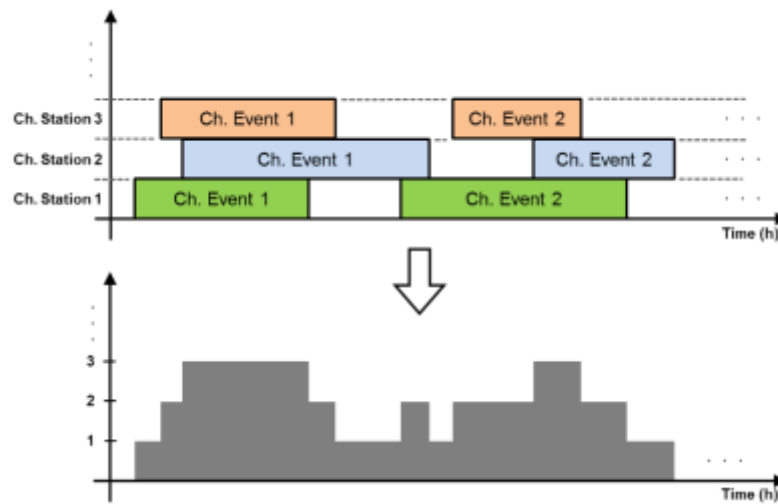 Ch. Station 3
Ch. Event 1
Ch. Event 2
Ch. Station 2
Ch. Event 1
Ch. Event 2
Ch. Station 1
Ch. Event 1
Ch. Event 2
Time (h)
3
2
1
Time (h)